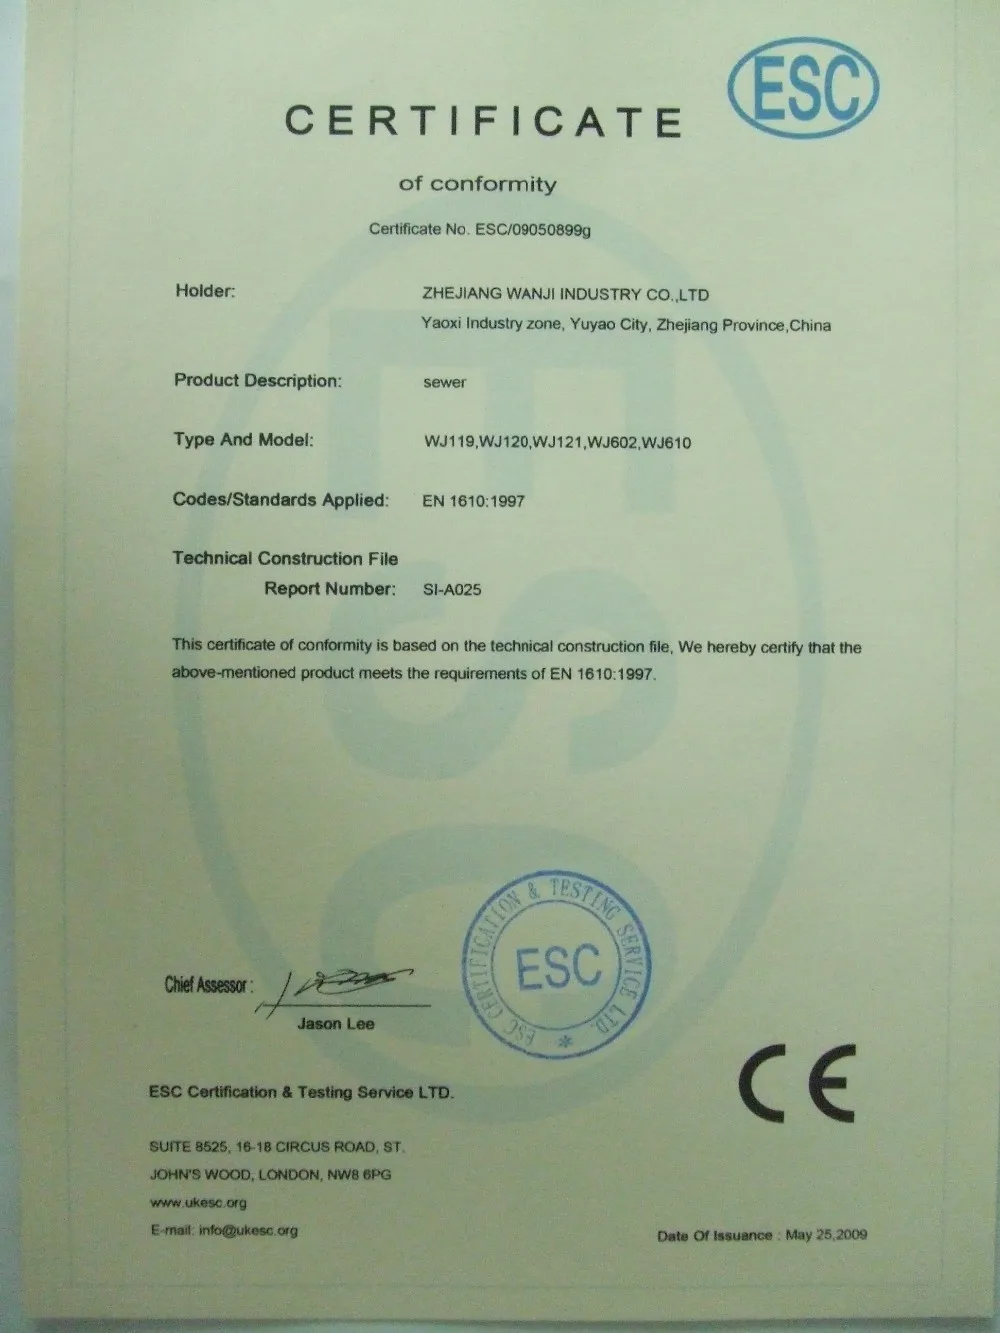 ESC
CERTIFICATE
of conformity
Certificate No. ESC/09050899g
Holder: ZHEJIANG WANJI INDUSTRY CO.,LTD
Yaoxi Industry zone, Yuyao City, Zhejiang Province,China
Product Description: sewer
Type And Model: WJ119,WJ120,WJ121,WJ602,WJ610
Codes/Standards Applied: EN 1610:1997
Technical Construction File
Report Number: SI-A025
This certificate of conformity is based on the technical construction file, We hereby certify that the
above-mentioned product meets the requirements of EN 1610:1997.
ESC CERTIFICATION & TESTING SERVICE LTD. *
ESC
Chief Assessor :
Jason Lee
CE
ESC Certification & Testing Service LTD.
SUITE 8525, 16-18 CIRCUS ROAD, ST.
JOHN'S WOOD, LONDON, NW8 6PG
www.ukesc.org
E-mail: info@ukesc.org
Date Of Issuance : May 25,2009